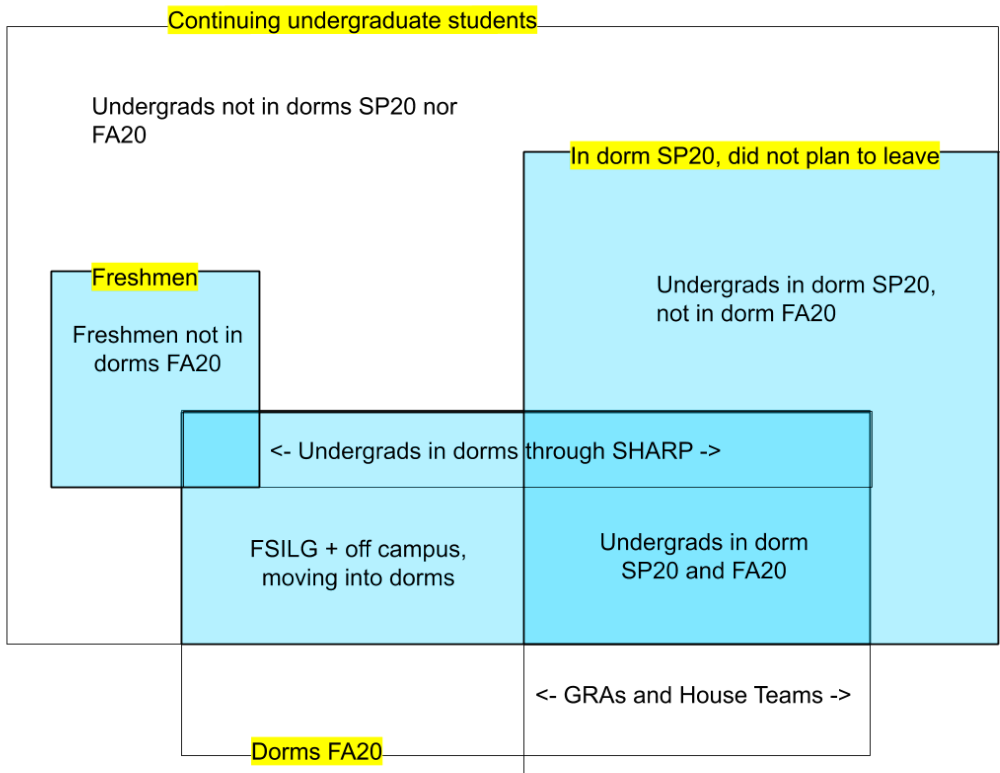 Continuing undergraduate students
Undergrads not in dorms SP20 nor
FA20
In dorm SP20, did not plan to leave
Freshmen
Undergrads in dorm SP20,
not in dorm FA20
Freshmen not in
dorms FA20
<- Undergrads in dorms through SHARP ->
FSILG + off campus,
moving into dorms
Undergrads in dorm
SP20 and FA20
<- GRAs and House Teams ->
Dorms FA20